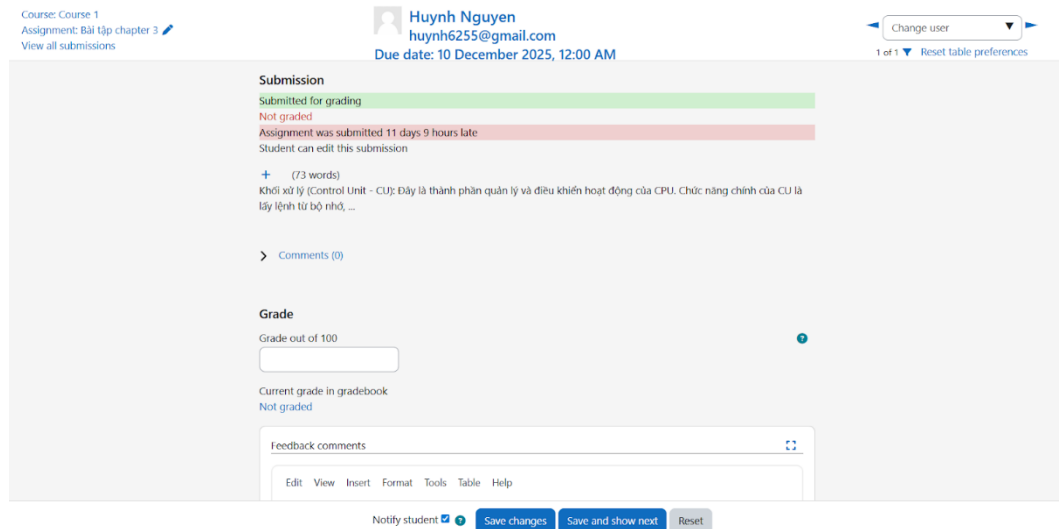 Course: Course 1
Assignment: Bài tập chapter 3
View all submissions
Huynh Nguyen
huynh6255@gmail.com
Due date: 10 December 2025, 12:00 AM
Change user
1 of 1 Reset table preferences
Submission
Submitted for grading
Not graded
Assignment was submitted 11 days 9 hours late
Student can edit this submission
+ (73 words)
Khối xử lý (Control Unit - CU): Đây là thành phần quản lý và điều khiển hoạt động của CPU. Chức năng chính của CU là
lấy lệnh từ bộ nhớ, ...
Comments (0)
Grade
Grade out of 100
Current grade in gradebook
Not graded
Feedback comments
Edit View Insert Format Tools Table Help
Notify student Save changes Save and show next Reset